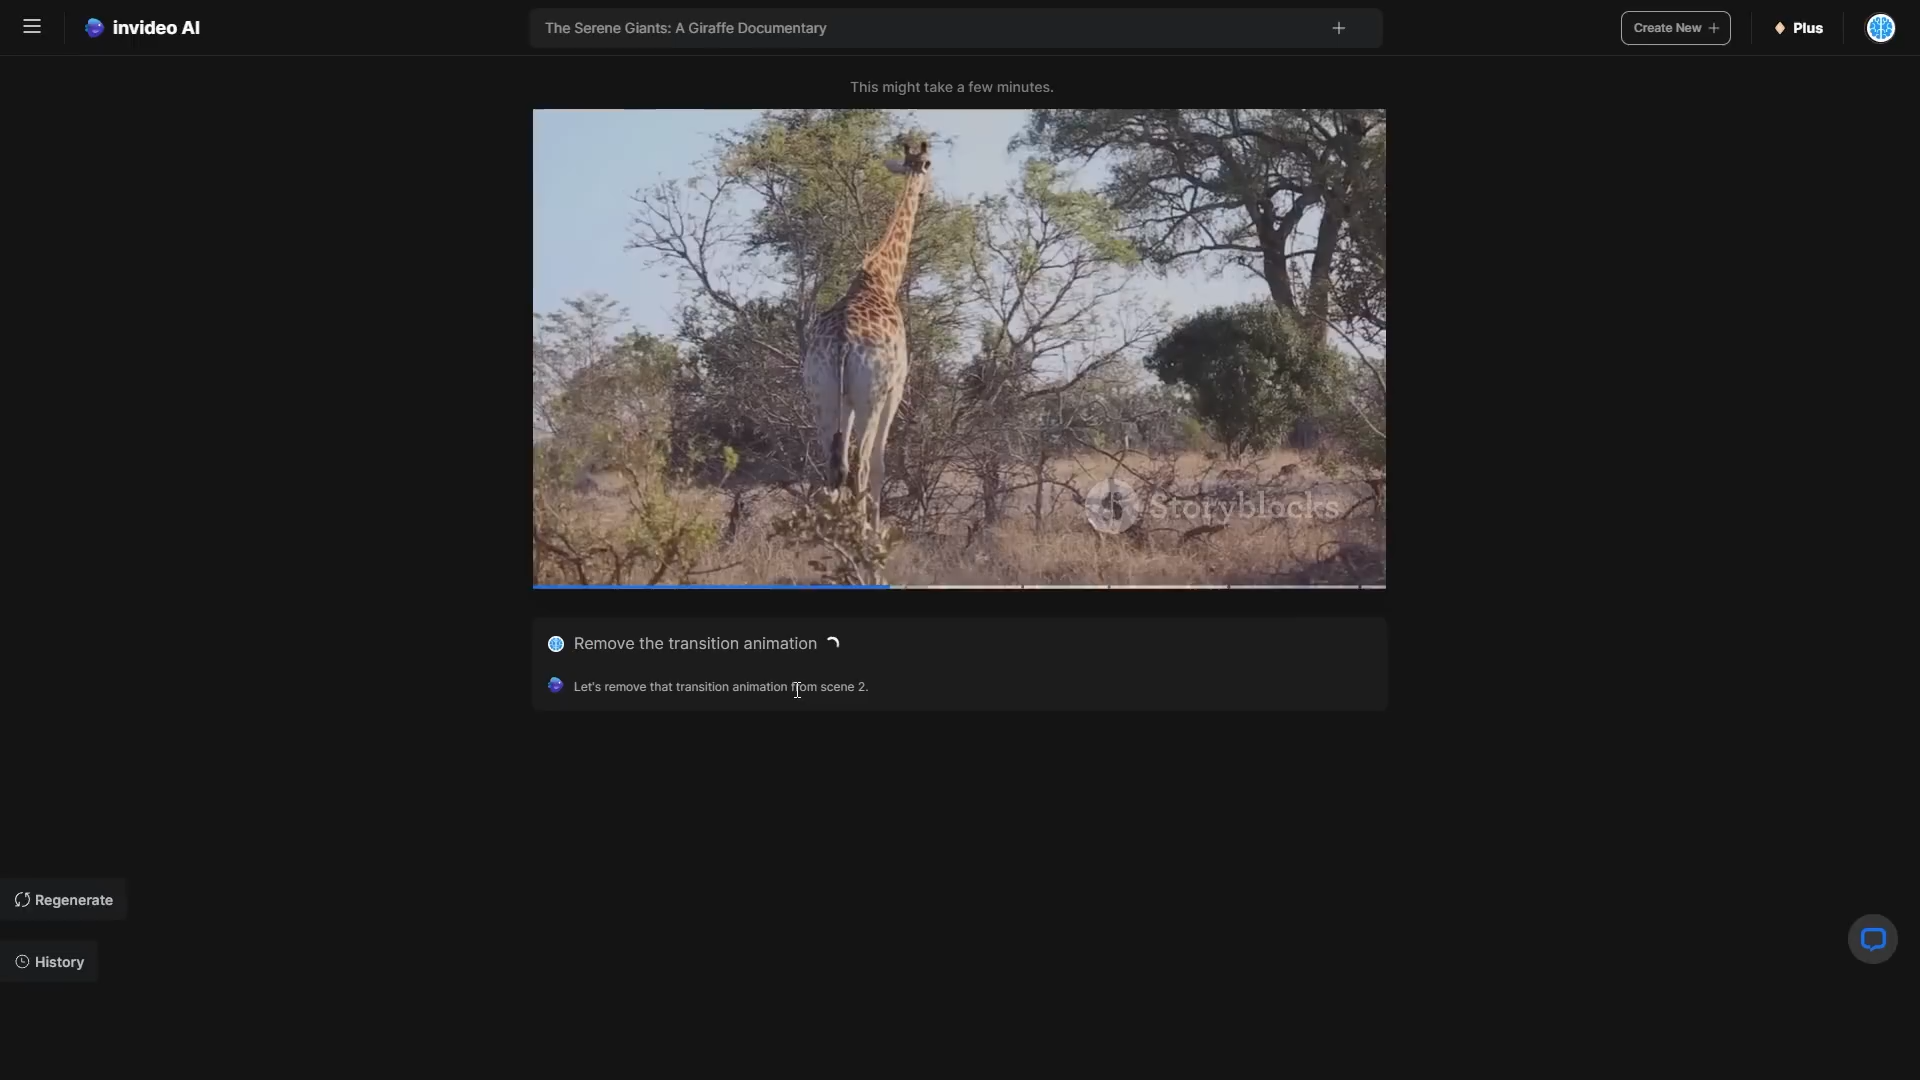 invideo AI
The Serene Giants: A Giraffe Documentary
Create New
Plus
This might take a few minutes.
Storyblocks
Remove the transition animation
Let's remove that transition animation from scene 2.
Regenerate
History